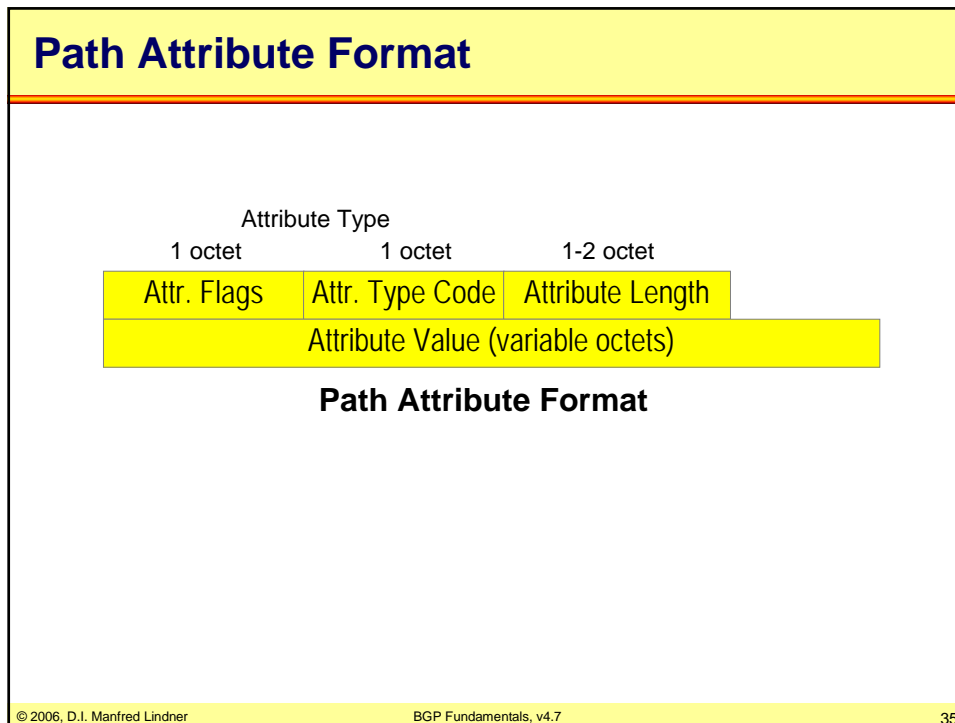 Path Attribute Format
Attribute Type
1 octet 1 octet 1-2 octet
Attr. Flags Attr. Type Code Attribute Length
Attribute Value (variable octets)
Path Attribute Format
© 2006, D.I. Manfred Lindner BGP Fundamentals, v4.7 35